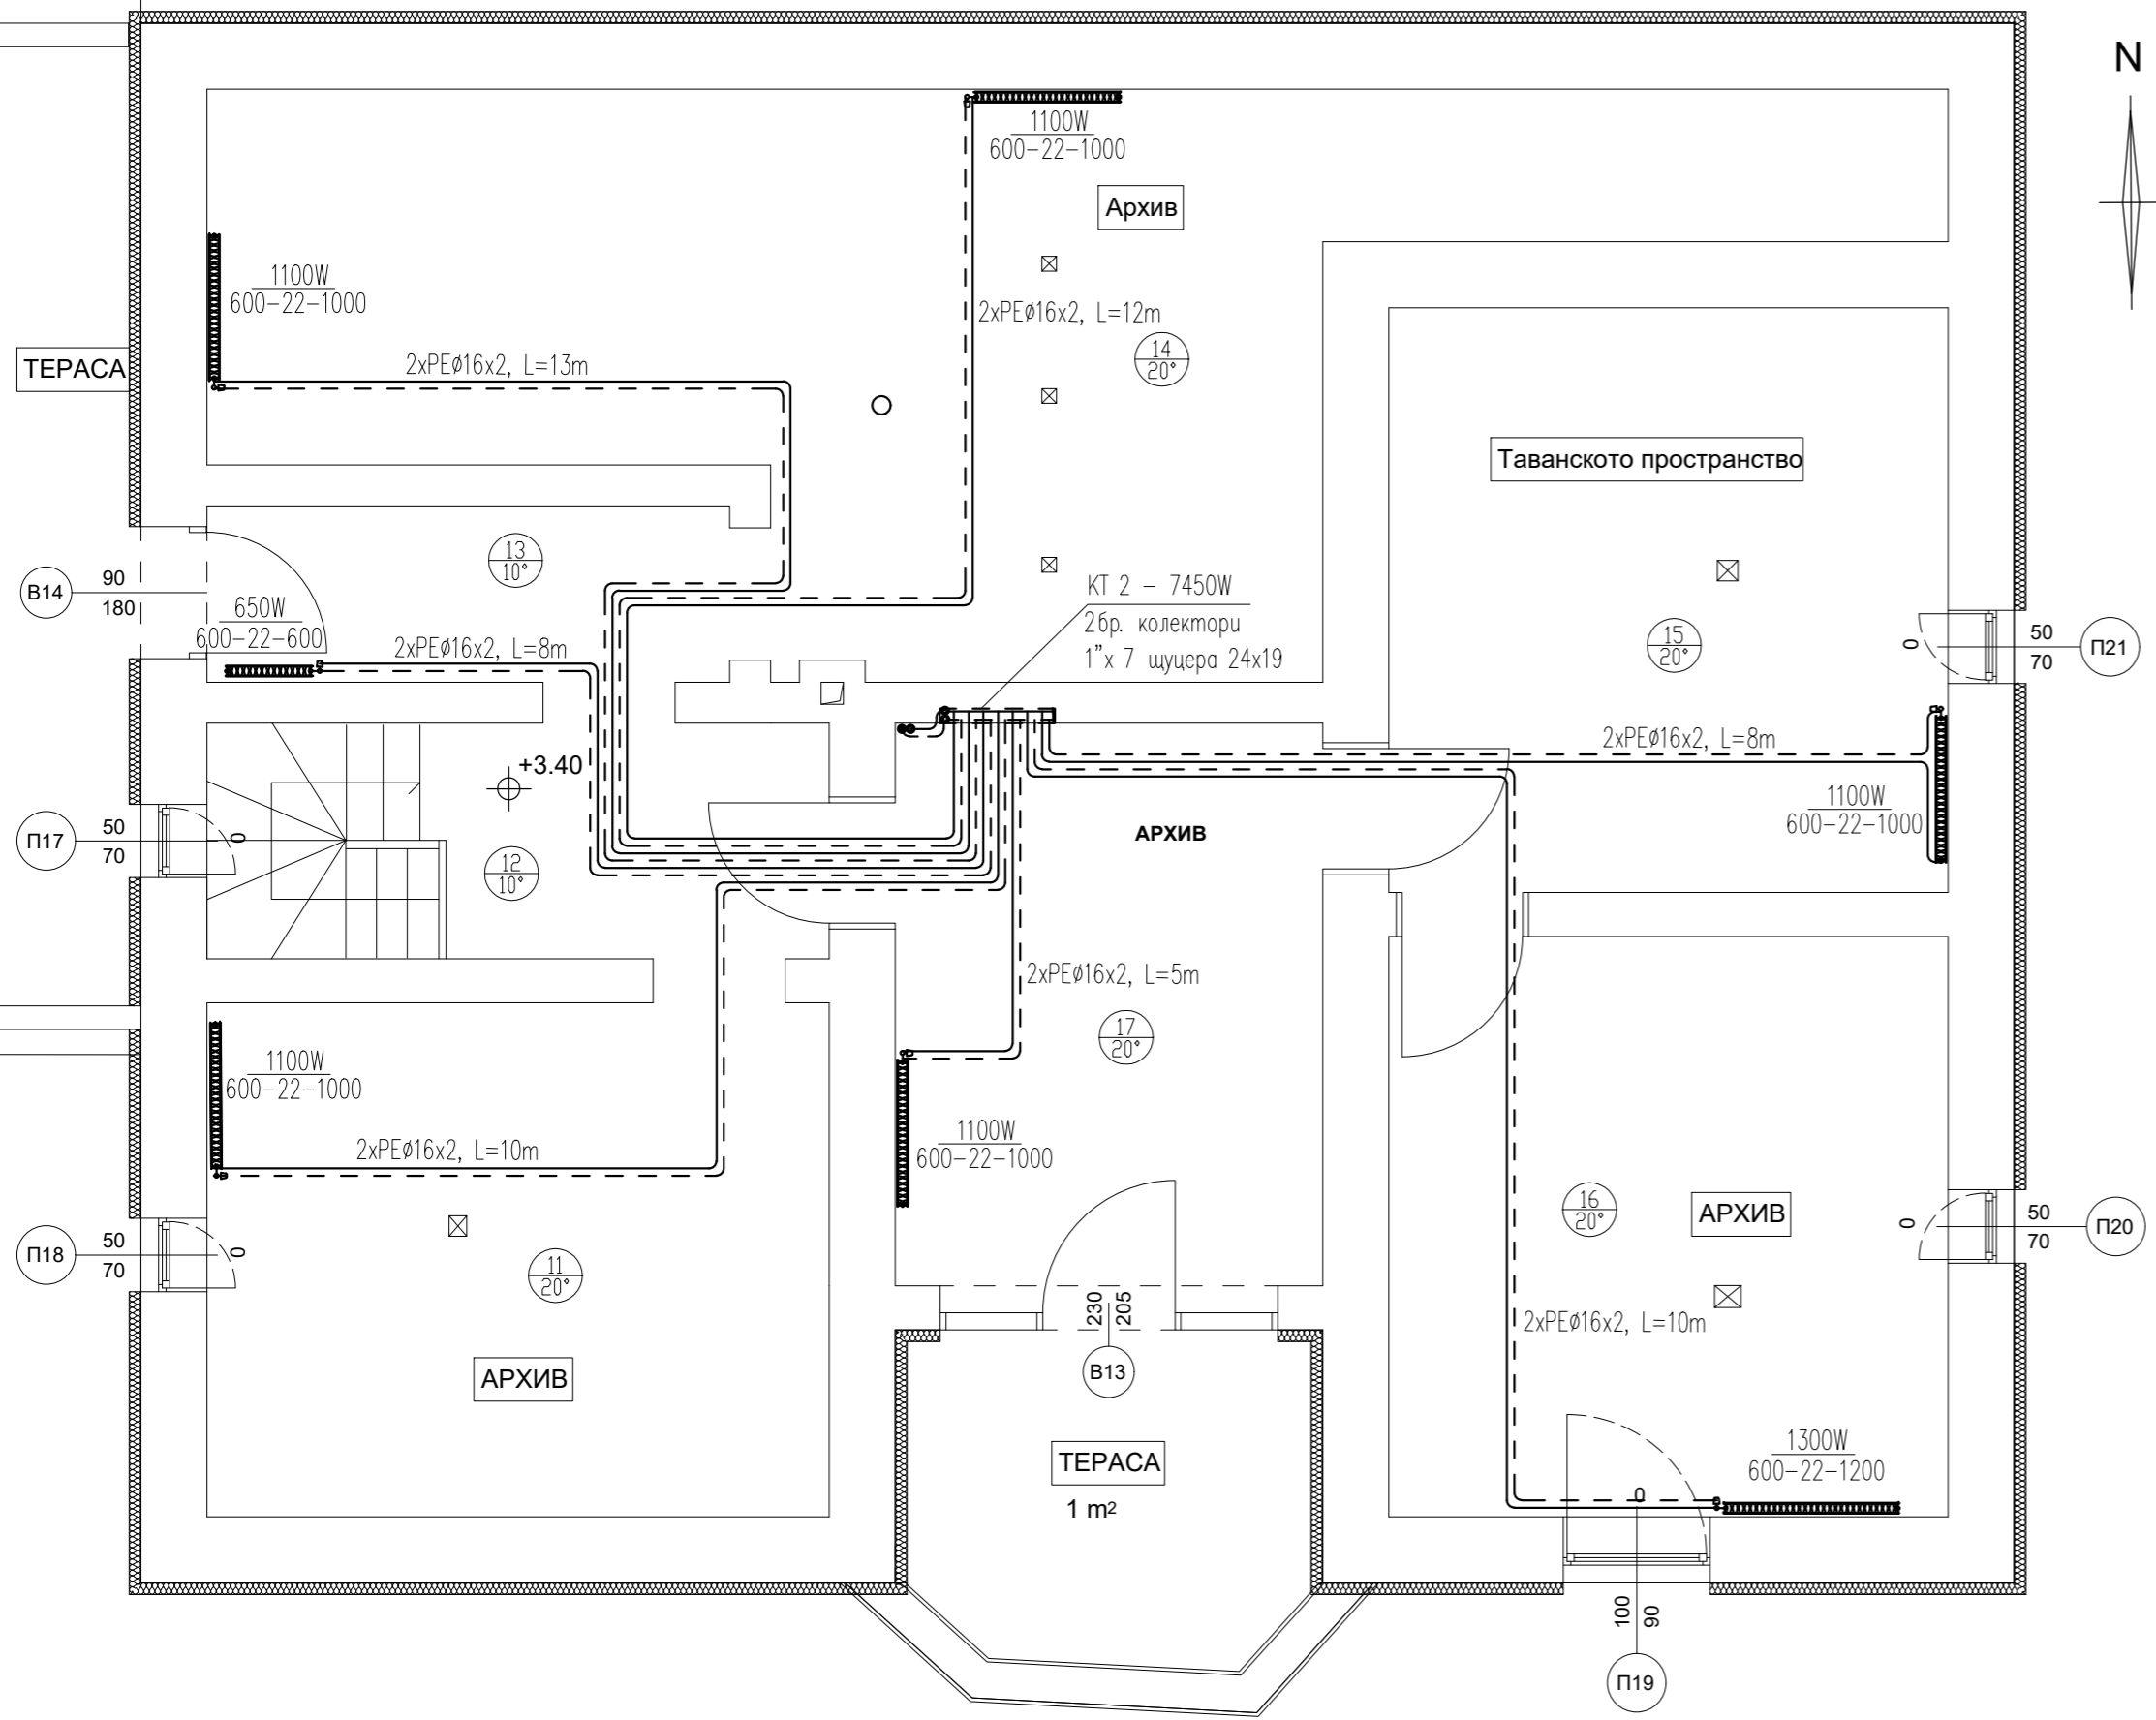 N
1100W
600-22-1000
Архив
1100W
600-22-1000
2xPEø16x2, L=12m
14
20°
ТЕРАСА
2xPEø16x2, L=13m
Таванското пространство
13
10°
В14
90
180
650W
600-22-600
2xPEø16x2, L=8m
КТ 2 - 7450W
2бр. колектори
1"x 7 щуцера 24x19
15
20°
0
50
70
П21
+3.40
2xPEø16x2, L=8m
1100W
600-22-1000
П17
50
70
0
АРХИВ
12
10°
2xPEø16x2, L=5m
17
20°
1100W
600-22-1000
2xPEø16x2, L=10m
1100W
600-22-1000
16
20°
АРХИВ
0
50
70
П20
П18
50
70
0
11
20°
230
205
В13
2xPEø16x2, L=10m
АРХИВ
ТЕРАСА
1 m²
1300W
600-22-1200
0
100
90
П19